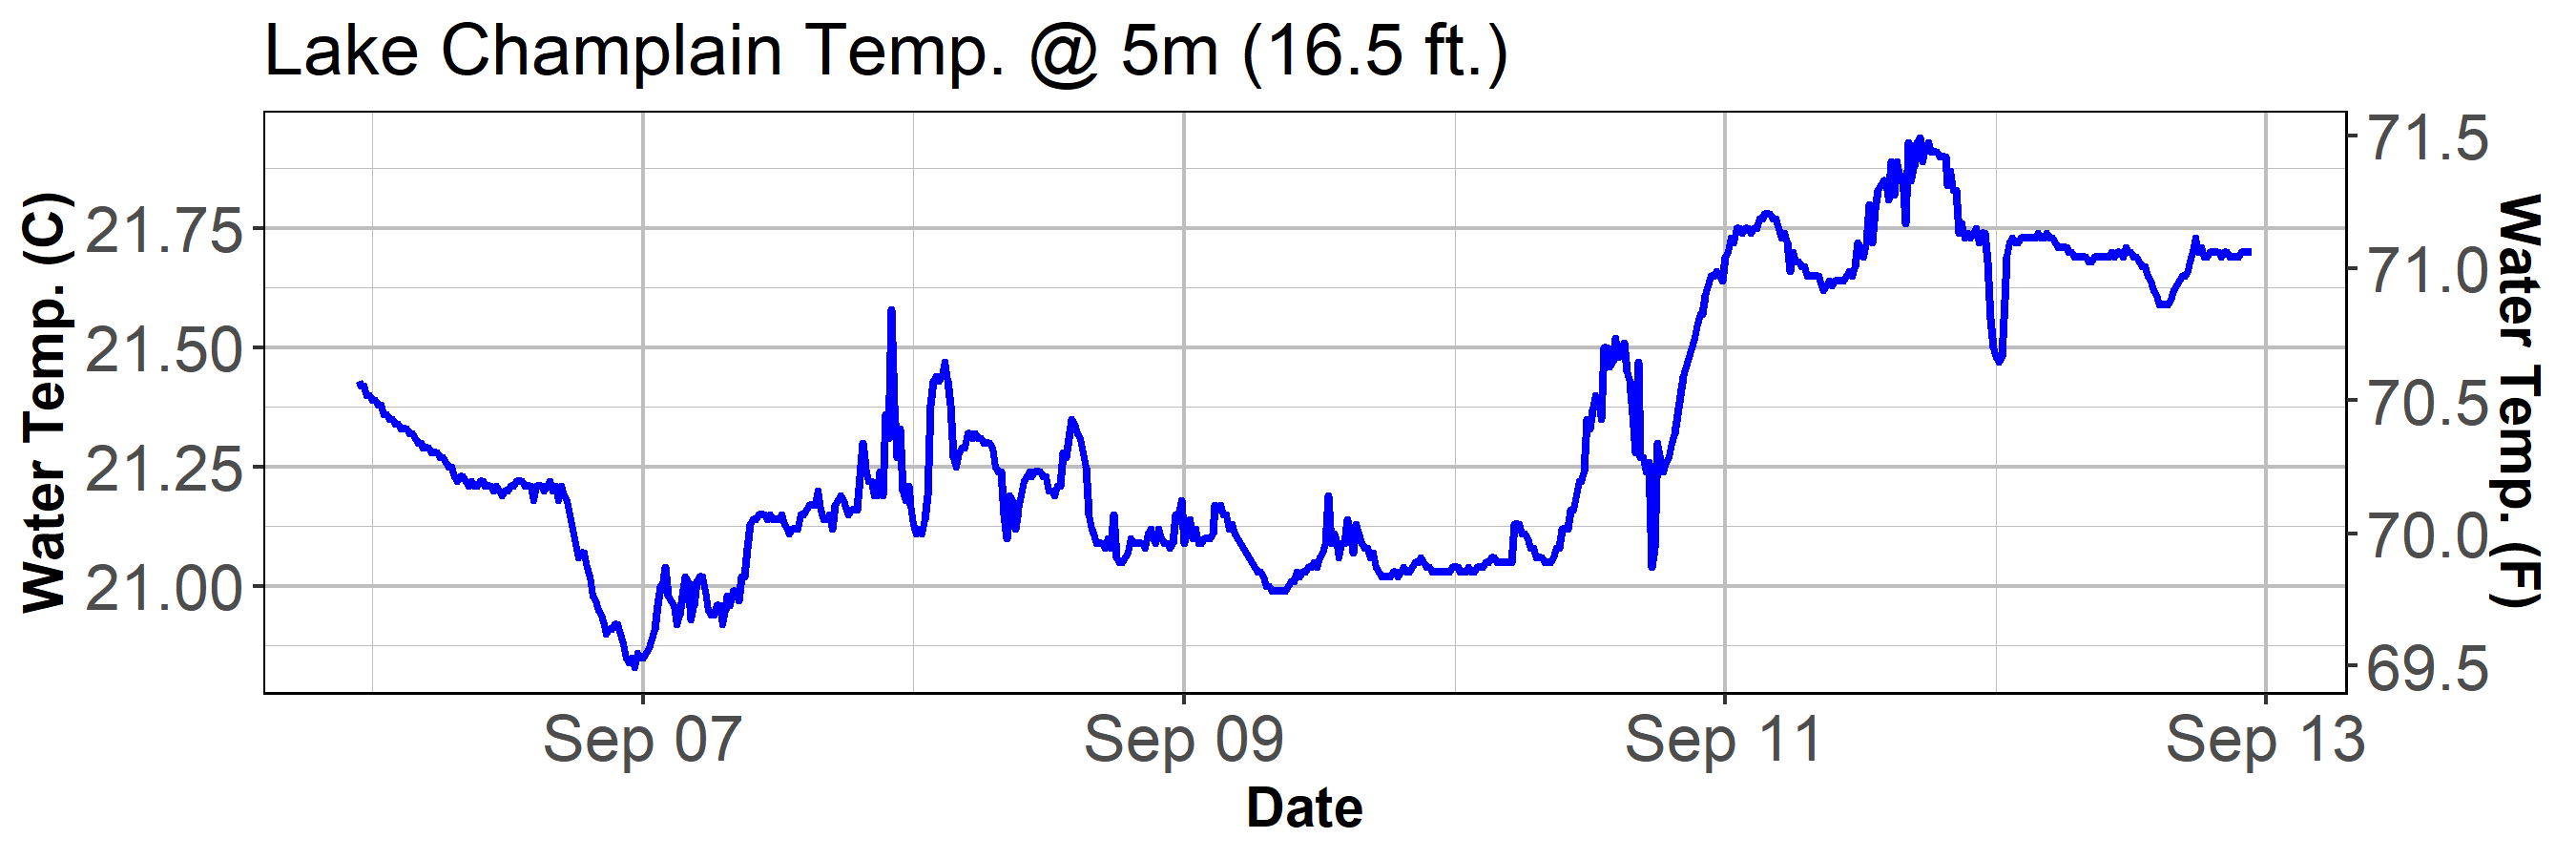 Lake Champlain Temp. @ 5m (16.5 ft.)
Water Temp. (C)
21.75
21.50
21.25
21.00
71.5
71.0
70.5
70.0
69.5
Water Temp. (F)
Sep 07 Sep 09 Sep 11 Sep 13
Date